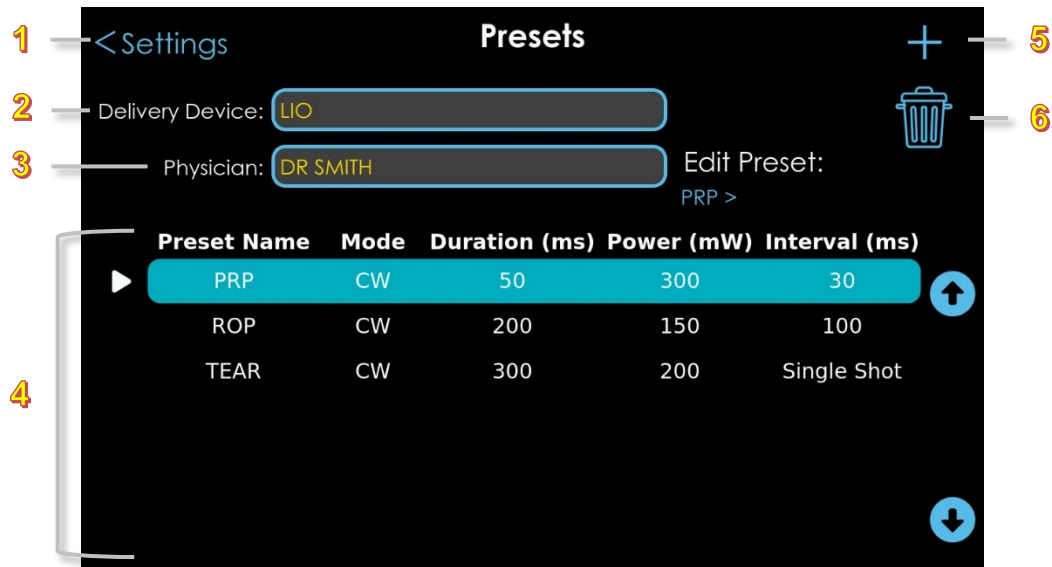 1 <Settings Presets + 5
2 Delivery Device: LIO 6
3 Physician: DR SMITH Edit Preset:
PRP >
Preset Name Mode Duration (ms) Power (mW) Interval (ms)
PRP CW 50 300 30
ROP CW 200 150 100
TEAR CW 300 200 Single Shot
4